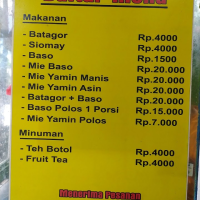 Daftar Menu
Makanan
- Batagor Rp.4000
- Siomay Rp.4000
- Baso Rp.1500
- Mie Baso Rp.20.000
- Mie Yamin Manis Rp.20.000
- Mie Yamin Asin Rp.20.000
- Batagor + Baso Rp.20.000
- Baso Polos 1 Porsi Rp.15.000
- Mie Yamin Polos Rp.7.000
Minuman
- Teh Botol Rp.4000
- Fruit Tea Rp.4000
Menerima Pesanan